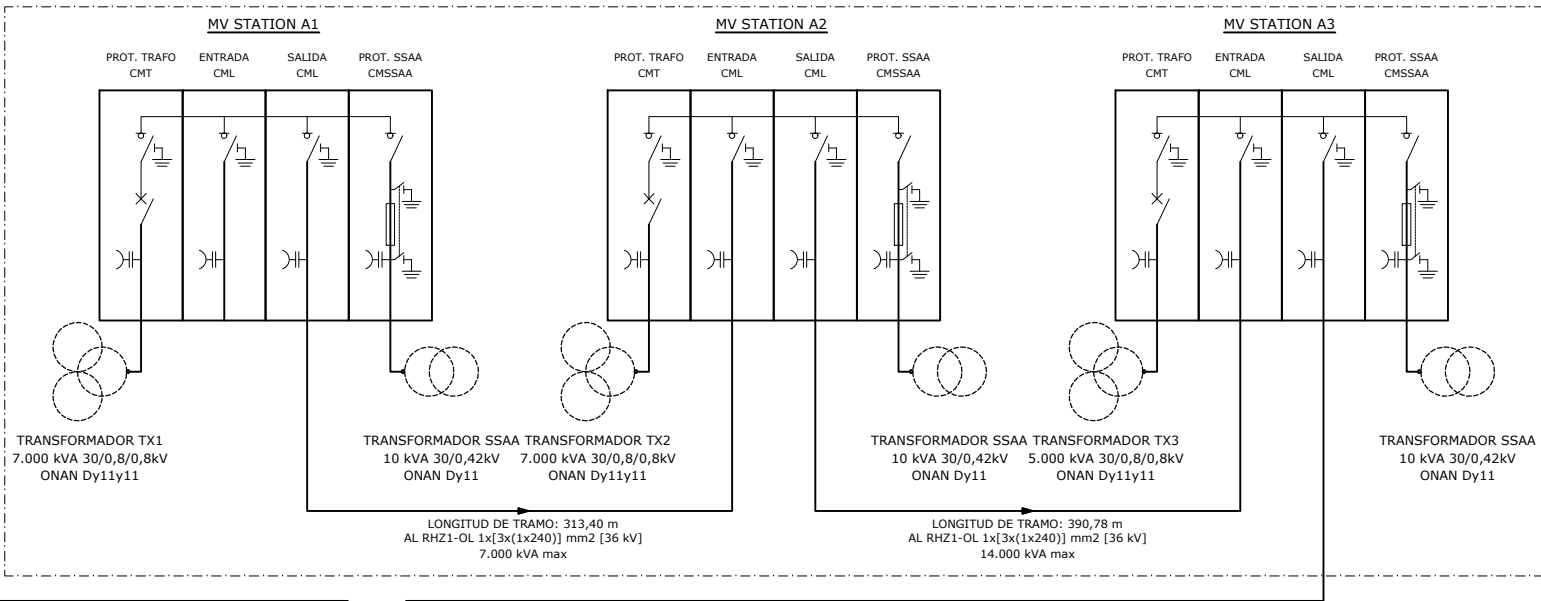 MV STATION A1
PROT. TRAFO
CMT
ENTRADA
CML
SALIDA
CML
PROT. SSAA
CMSSAA
TRANSFORMADOR TX1
7.000 kVA 30/0,8/0,8kV
ONAN Dy11y11
TRANSFORMADOR SSAA
10 kVA 30/0,42kV
ONAN Dy11
LONGITUD DE TRAMO: 313,40 m
AL RHZ1-OL 1x[3x(1x240)] mm2 [36 kV]
7.000 kVA max
MV STATION A2
PROT. TRAFO
CMT
ENTRADA
CML
SALIDA
CML
PROT. SSAA
CMSSAA
TRANSFORMADOR TX2
7.000 kVA 30/0,8/0,8kV
ONAN Dy11y11
TRANSFORMADOR SSAA
10 kVA 30/0,42kV
ONAN Dy11
LONGITUD DE TRAMO: 390,78 m
AL RHZ1-OL 1x[3x(1x240)] mm2 [36 kV]
14.000 kVA max
MV STATION A3
PROT. TRAFO
CMT
ENTRADA
CML
SALIDA
CML
PROT. SSAA
CMSSAA
TRANSFORMADOR TX3
5.000 kVA 30/0,8/0,8kV
ONAN Dy11y11
TRANSFORMADOR SSAA
10 kVA 30/0,42kV
ONAN Dy11